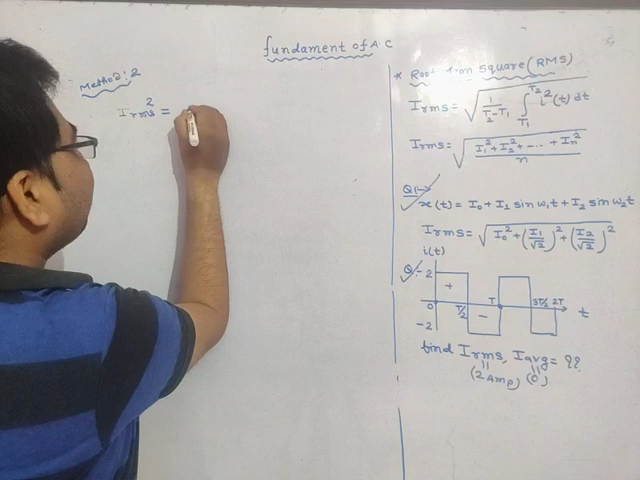 fundament of AC
Method:2
Irms² =
* Root Mean Square (RMS)
Irms = √(1/(T₂-T₁) ∫T₁^T₂ i²(t) dt)
Irms = √((I₁²+I₂²+-...+In²)/n)
Q1→
x(t) = I₀ + I₁ sin ω₁t + I₂ sin ω₂t
Irms = √(I₀² + (I₁/√2)² + (I₂/√2)²)
i(t)
Q:-
2
+
0 T/2 - T 3T/2 2T t
-2
find Irms, Iavg = ??
(2Amp) (0)